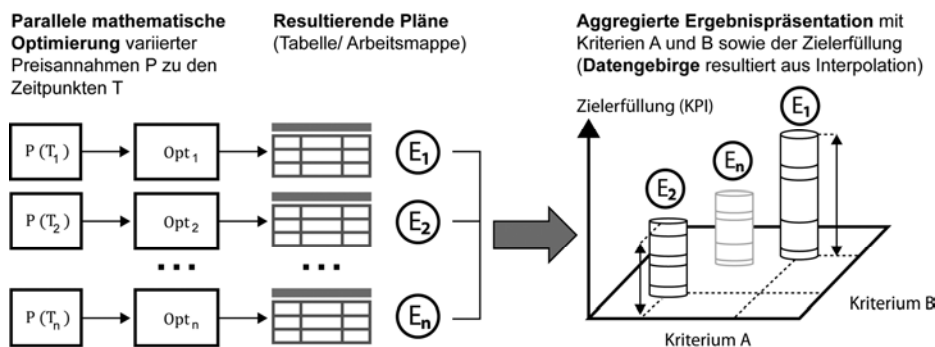 Parallele mathematische
Optimierung variierter
Preisannahmen P zu den
Zeitpunkten T
Resultierende Pläne
(Tabelle/ Arbeitsmappe)
Aggregierte Ergebnispräsentation mit
Kriterien A und B sowie der Zielerfüllung
(Datengebirge resultiert aus Interpolation)
P (T₁)
Opt₁
E₁
P (T₂)
Opt₂
E₂
...
...
P (Tₙ)
Optₙ
Eₙ
Zielerfüllung (KPI)
E₁
Eₙ
E₂
Kriterium B
Kriterium A